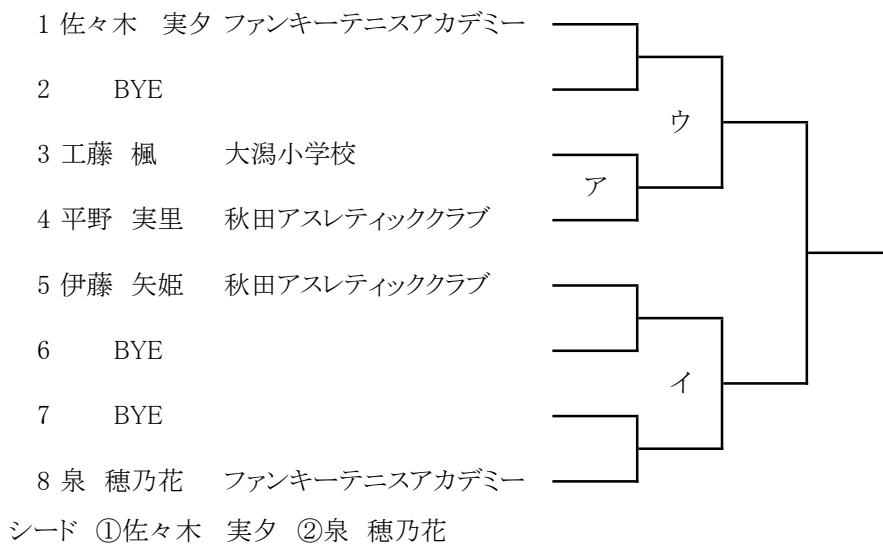 1 佐々木 実夕 ファンキーテニスアカデミー
2 BYE
ウ
3 工藤 楓 大潟小学校
ア
4 平野 実里 秋田アスレティッククラブ
5 伊藤 矢姫 秋田アスレティッククラブ
6 BYE
イ
7 BYE
8 泉 穂乃花 ファンキーテニスアカデミー
シード ①佐々木 実夕 ②泉 穂乃花